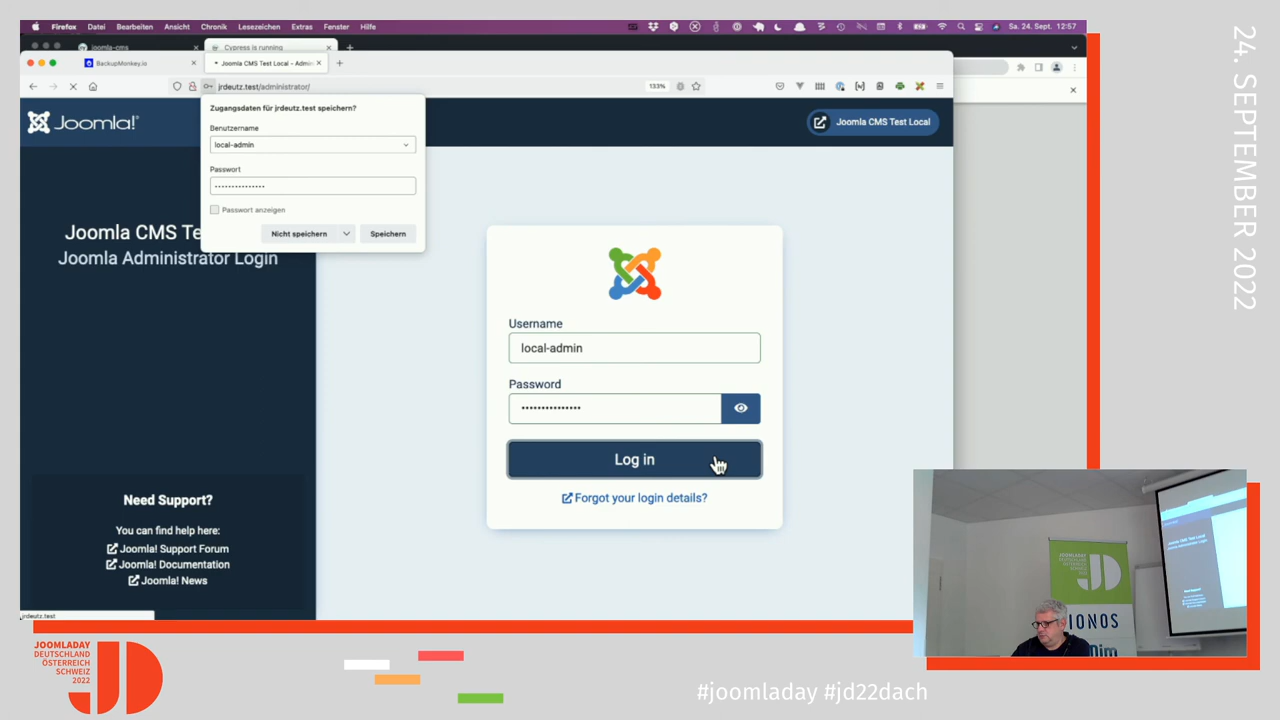 Firefox Datei Bearbeiten Ansicht Chronik Lesezeichen Extras Fenster Hilfe
Sa. 24. Sept. 12:57
joomla-cms
Cypress is running
BackupMonkey.io
Joomla CMS Test Local - Admin
jrdeutz.test/administrator/
133%
Zugangsdaten für jrdeutz.test speichern?
Benutzername
local-admin
Passwort
Passwort anzeigen
Nicht speichern
Speichern
Joomla!
Joomla CMS Test Local
Joomla CMS Te
Joomla Administrator Login
Username
local-admin
Password
Log in
Forgot your login details?
Need Support?
You can find help here:
Joomla! Support Forum
Joomla! Documentation
Joomla! News
jrdeutz.test
24. SEPTEMBER 2022
JOOMLADAY
DEUTSCHLAND
ÖSTERREICH
SCHWEIZ
2022
JD
IONOS
#joomladay #jd22dach